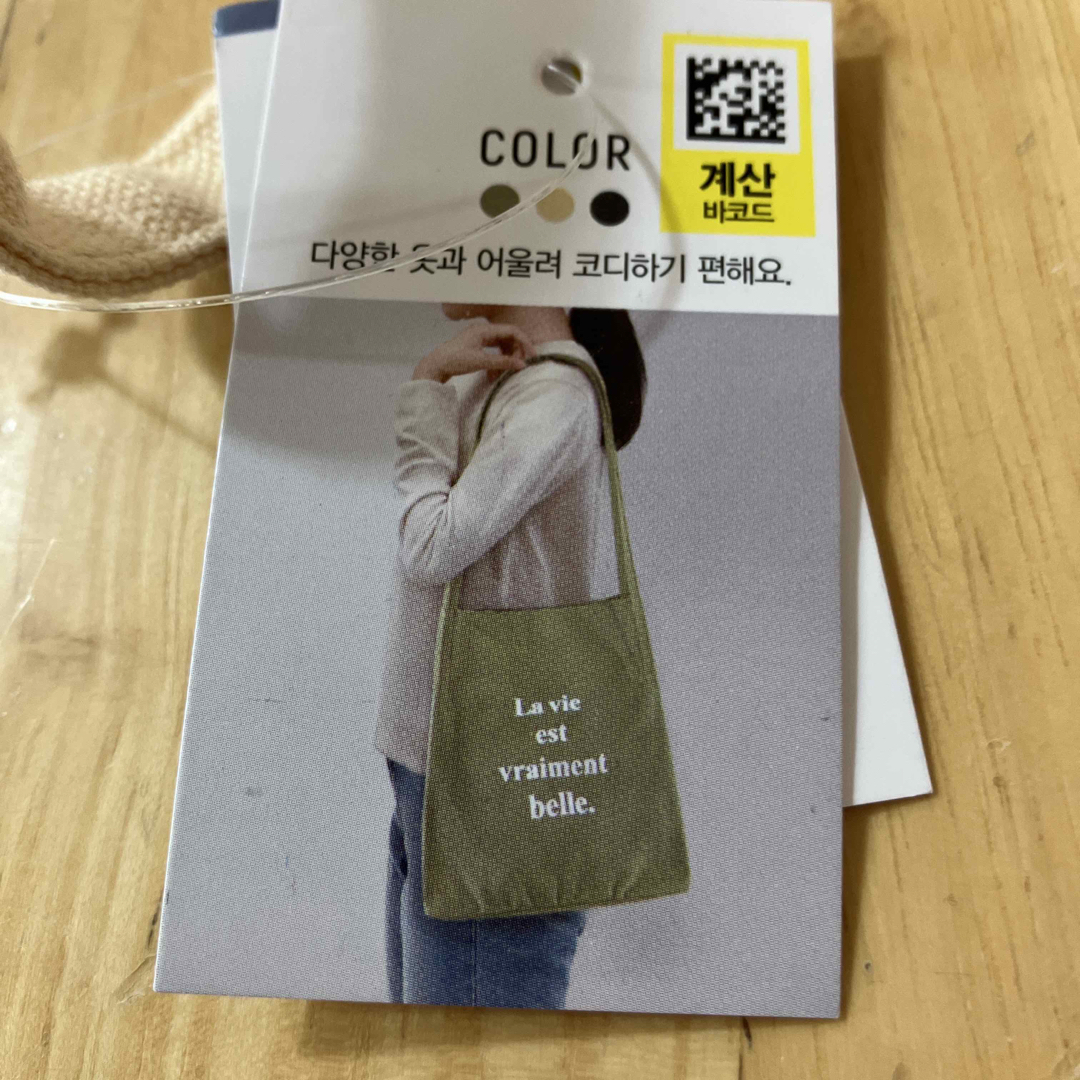 COLOR
계산
바코드
다양한 옷과 어울려 코디하기 편해요.
La vie
est
vraiment
belle.